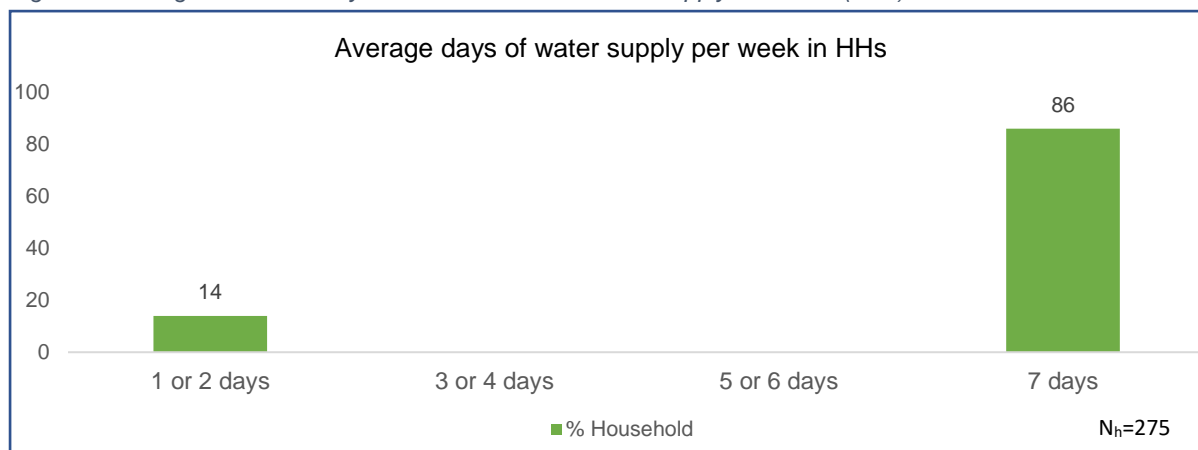 Average days of water supply per week in HHs
100
80
60
40
20
0
14
86
1 or 2 days
3 or 4 days
5 or 6 days
7 days
% Household
Nₕ=275